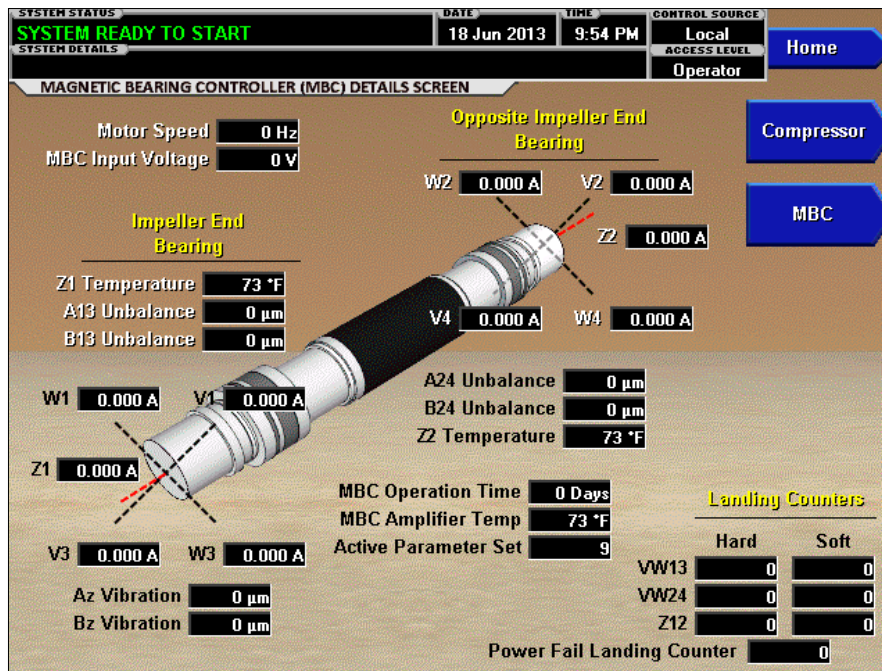 SYSTEM STATUS
SYSTEM READY TO START
DATE
18 Jun 2013
TIME
9:54 PM
CONTROL SOURCE
Local
ACCESS LEVEL
Operator
SYSTEM DETAILS
Home
Compressor
MBC
MAGNETIC BEARING CONTROLLER (MBC) DETAILS SCREEN
Motor Speed 0 Hz
MBC Input Voltage 0 V
Opposite Impeller End
Bearing
W2 0.000 A V2 0.000 A
Z2 0.000 A
V4 0.000 A W4 0.000 A
Impeller End
Bearing
Z1 Temperature 73 °F
A13 Unbalance 0 µm
B13 Unbalance 0 µm
W1 0.000 A V1 0.000 A
Z1 0.000 A
V3 0.000 A W3 0.000 A
Az Vibration 0 µm
Bz Vibration 0 µm
A24 Unbalance 0 µm
B24 Unbalance 0 µm
Z2 Temperature 73 °F
MBC Operation Time 0 Days
MBC Amplifier Temp 73 °F
Active Parameter Set 9
Landing Counters
Hard Soft
VW13 0 0
VW24 0 0
Z12 0 0
Power Fail Landing Counter 0